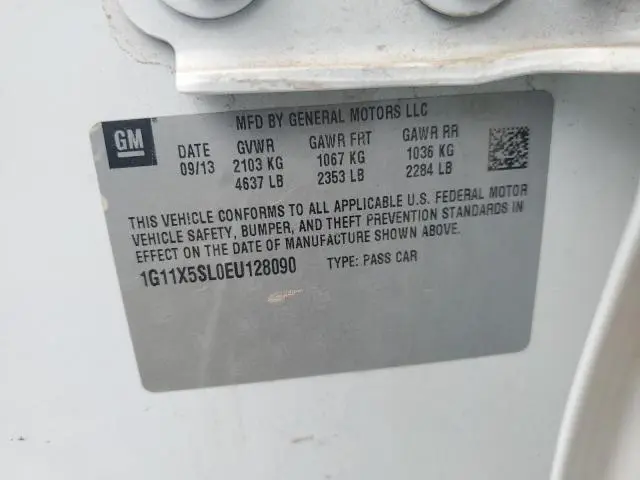 MFD BY GENERAL MOTORS LLC
GM
DATE GVWR GAWR FRT GAWR RR
09/13 2103 KG 1067 KG 1036 KG
4637 LB 2353 LB 2284 LB
THIS VEHICLE CONFORMS TO ALL APPLICABLE U.S. FEDERAL MOTOR
VEHICLE SAFETY, BUMPER, AND THEFT PREVENTION STANDARDS IN
EFFECT ON THE DATE OF MANUFACTURE SHOWN ABOVE.
1G11X5SL0EU128090 TYPE: PASS CAR